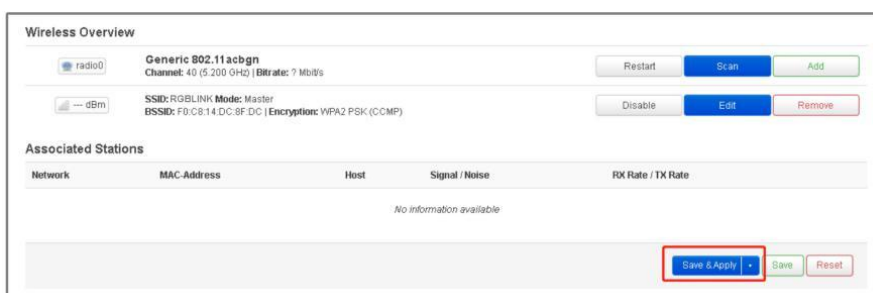 Wireless Overview
radio0
Generic 802.11acbgn
Channel: 40 (5.200 GHz) | Bitrate: ? Mbit/s
Restart
Scan
Add
--- dBm
SSID: RGBLINK Mode: Master
BSSID: F0:C8:14:DC:8F:DC | Encryption: WPA2 PSK (CCMP)
Disable
Edit
Remove
Associated Stations
Network MAC-Address Host Signal / Noise RX Rate / TX Rate
No information available
Save & Apply
Save
Reset